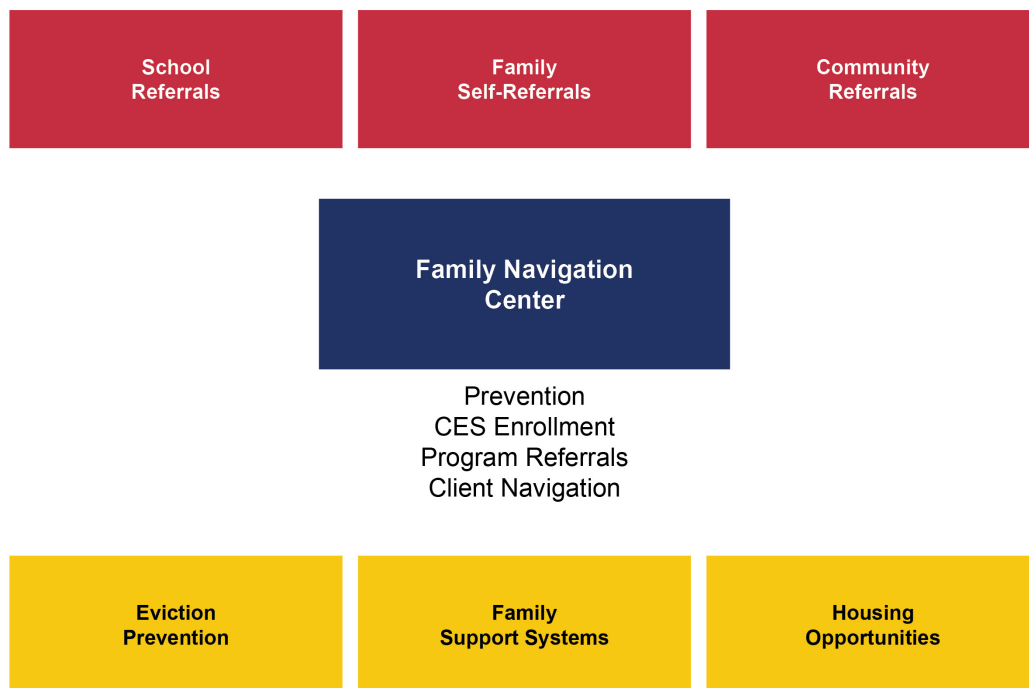 School
Referrals
Family
Self-Referrals
Community
Referrals
Family Navigation
Center
Prevention
CES Enrollment
Program Referrals
Client Navigation
Eviction
Prevention
Family
Support Systems
Housing
Opportunities